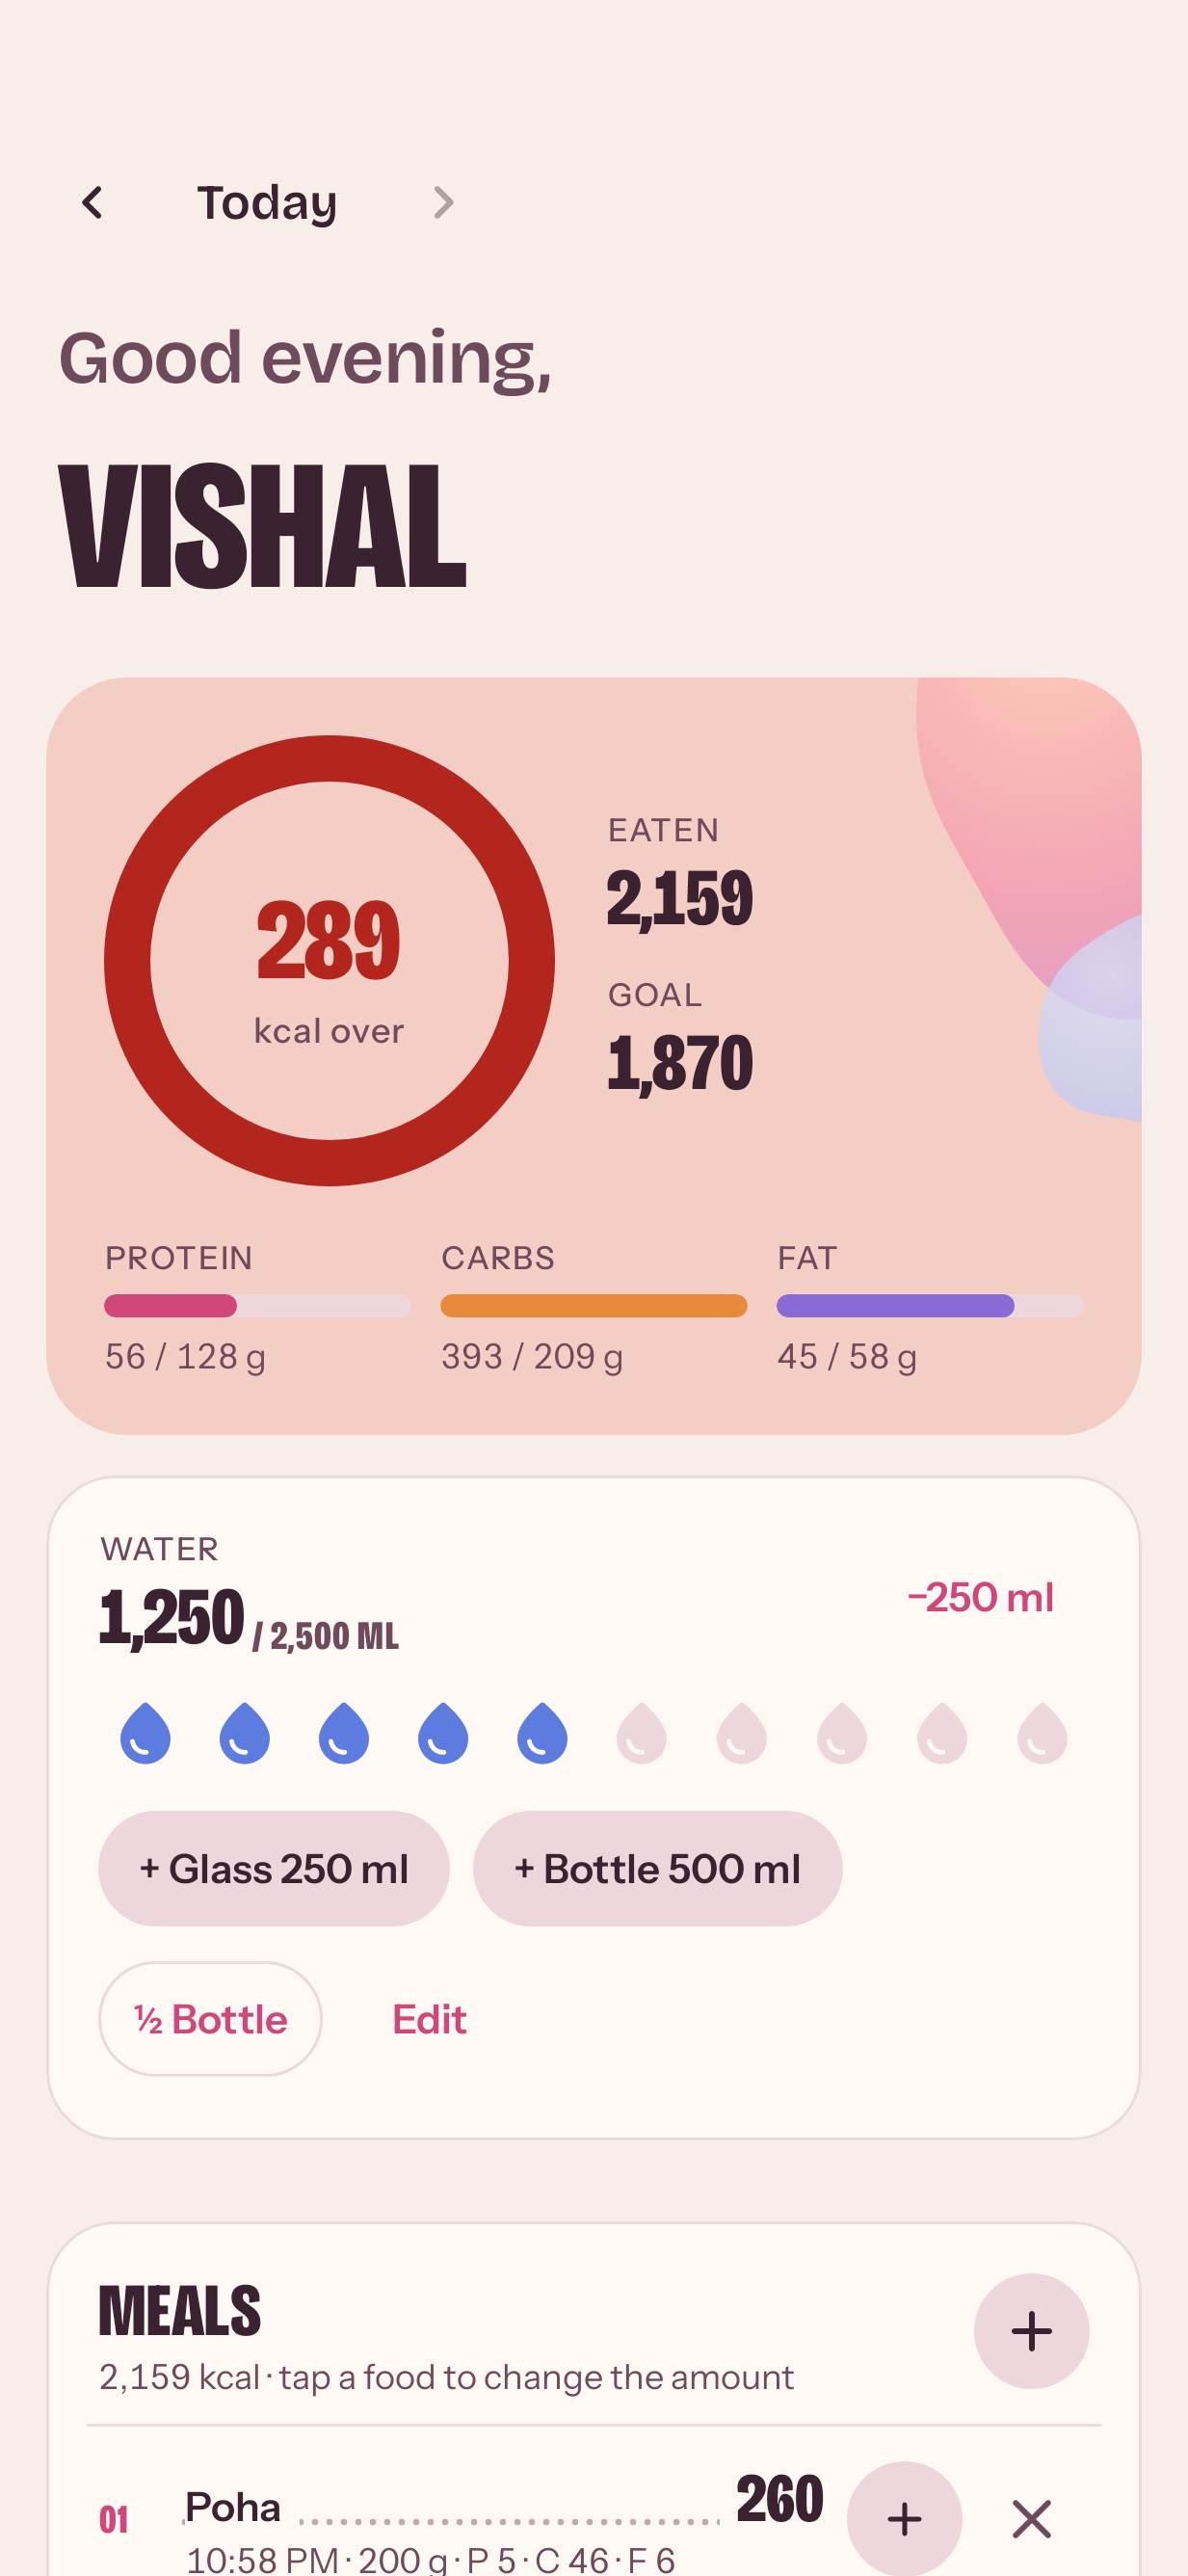 Today
Good evening,
VISHAL
289
kcal over
EATEN
2,159
GOAL
1,870
PROTEIN
CARBS
FAT
56 / 128 g
393 / 209 g
45 / 58 g
WATER
1,250 / 2,500 ML
−250 ml
+ Glass 250 ml
+ Bottle 500 ml
½ Bottle
Edit
MEALS
2,159 kcal · tap a food to change the amount
01 Poha 260
10:58 PM · 200 g · P 5 · C 46 · F 6